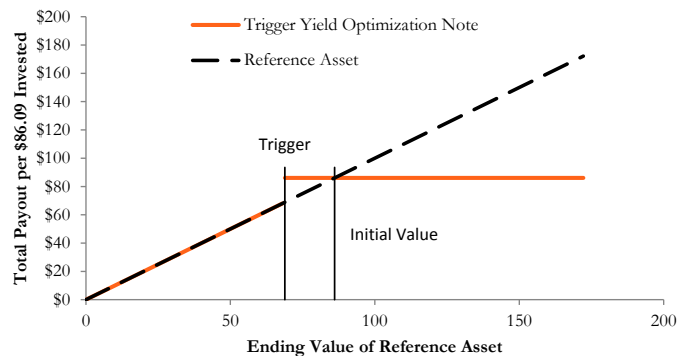 $200
$180
$160
$140
$120
$100
$80
$60
$40
$20
$0
Total Payout per $86.09 Invested
Trigger Yield Optimization Note
Reference Asset
Trigger
Initial Value
0
50
100
150
200
Ending Value of Reference Asset